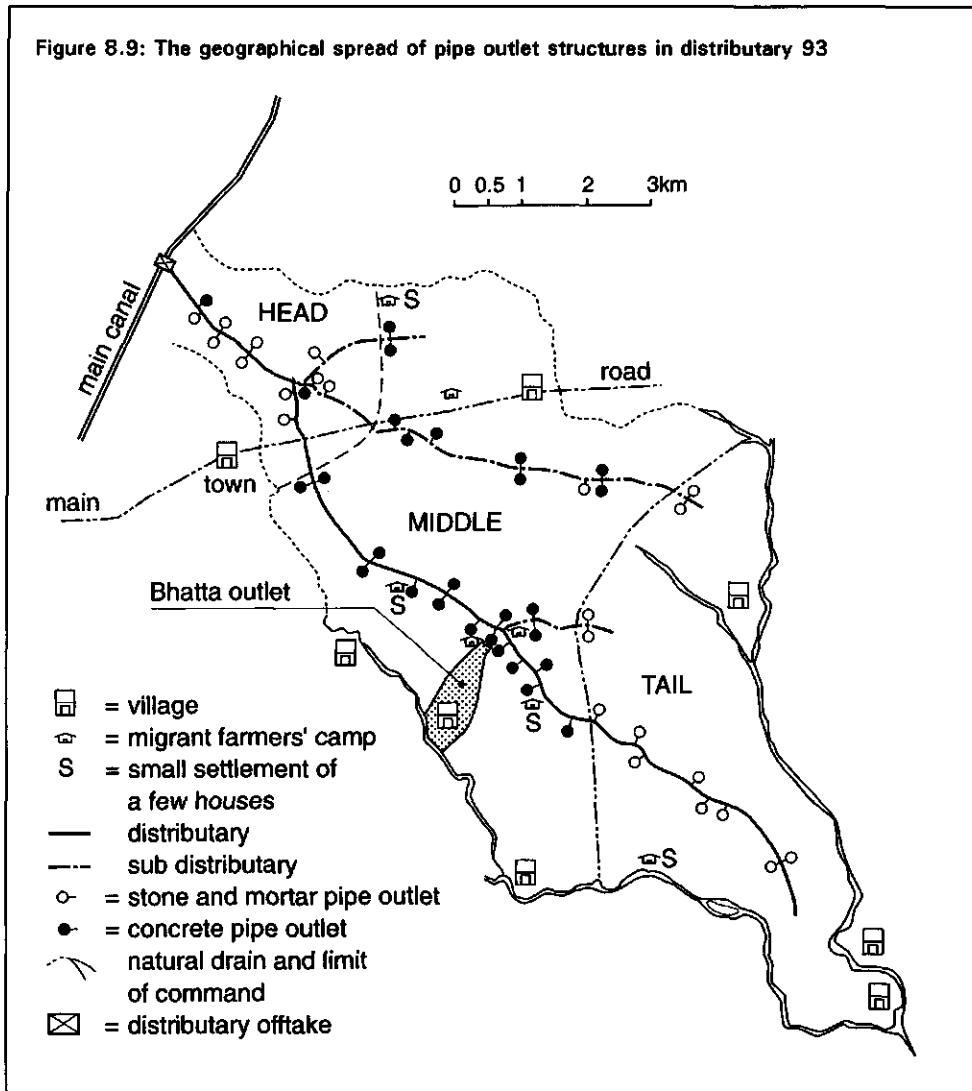 Figure 8.9: The geographical spread of pipe outlet structures in distributary 93
0 0.5 1 2 3km
main canal
HEAD
S
road
town
main
MIDDLE
Bhatta outlet
S
TAIL
S
S
= village
= migrant farmers' camp
S = small settlement of
a few houses
distributary
sub distributary
= stone and mortar pipe outlet
= concrete pipe outlet
natural drain and limit
of command
= distributary offtake